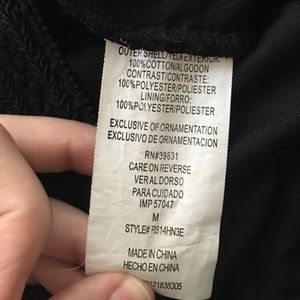 OUTER SHELL/TELA EXTERIOR:
100%COTTON/ALGODON
CONTRAST/CONTRASTE:
100%POLYESTER/POLIESTER
LINING/FORRO:
100%POLYESTER/POLIESTER
EXCLUSIVE OF ORNAMENTATION
EXCLUSIVO DE ORNAMENTACION
RN#39831
CARE ON REVERSE
VER AL DORSO
PARA CUIDADO
IMP 57047
M
STYLE# RB14HN3E
MADE IN CHINA
HECHO EN CHINA